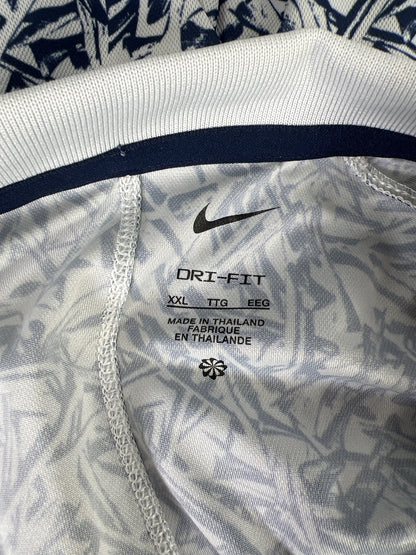 DRI-FIT
XXL TTG EEG
MADE IN THAILAND
FABRIQUE
EN THAILANDE